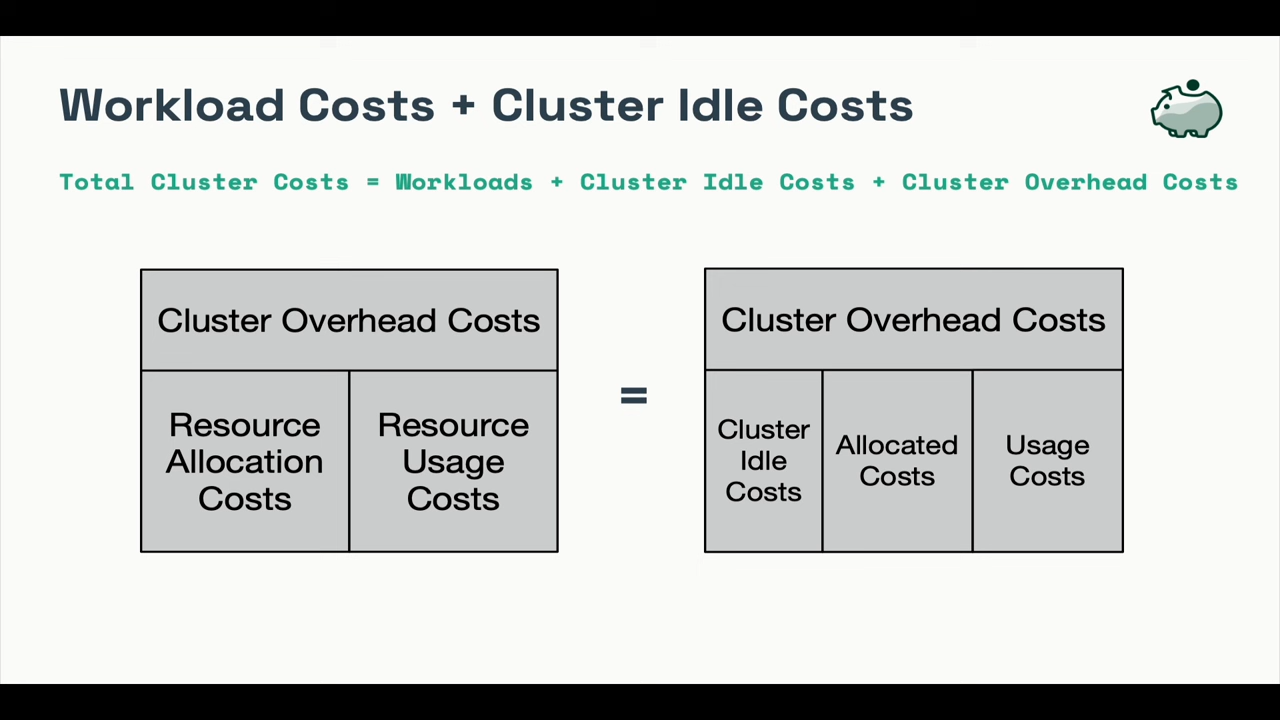 Workload Costs + Cluster Idle Costs
Total Cluster Costs = Workloads + Cluster Idle Costs + Cluster Overhead Costs
Cluster Overhead Costs
Resource
Allocation
Costs
Resource
Usage
Costs
=
Cluster Overhead Costs
Cluster
Idle
Costs
Allocated
Costs
Usage
Costs